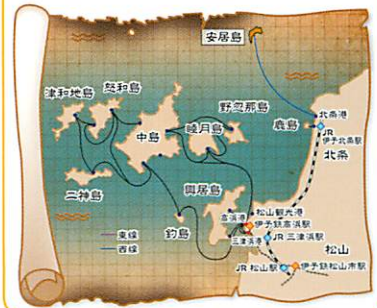 安居島
怒和島
津和地島
野忽那島
北条港
中島
睦月島
鹿島
JR
伊予北条駅
北条
二神島
興居島
松山観光港
高浜港
伊予鉄高浜駅
釣島
三津浜港
JR三津浜駅
東線
西線
松山
JR松山駅
伊予鉄松山市駅